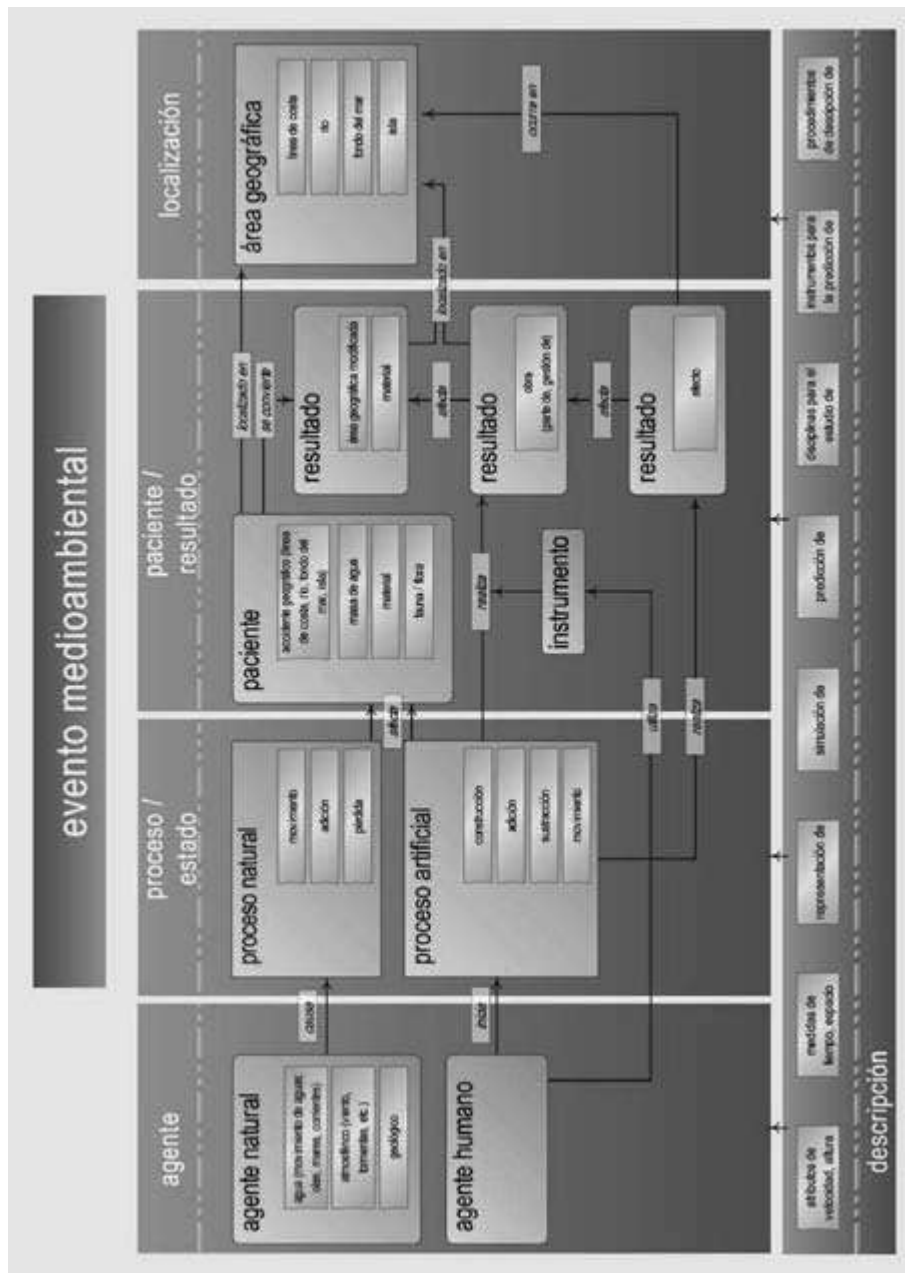 evento medioambiental
agente
agente natural
agua (movimiento de aguas:
olas, mareas, corrientes)
atmosférico (viento,
tormentas, etc.)
geológico
agente humano
causa
inicia
proceso /
estado
proceso natural
movimiento
adición
pérdida
proceso artificial
construcción
adición
sustracción
movimiento
afectar
utilizar
realizar
realizar
paciente /
resultado
paciente
accidente geográfico (línea
de costa, río, fondo del
mar, isla)
masa de agua
material
fauna / flora
instrumento
localizado en
se convierte
resultado
área geográfica modificada
material
afectar
resultado
obra
(parte de, gestión de)
afectar
resultado
efecto
localizado en
ocurre en
localización
área geográfica
línea de costa
río
fondo del mar
isla
atributos de
velocidad, altura
medidas de
tiempo, espacio
representación de
simulación de
predicción de
disciplinas para el
estudio de
instrumentos para
la predicción de
procedimientos
de descripción de
descripción